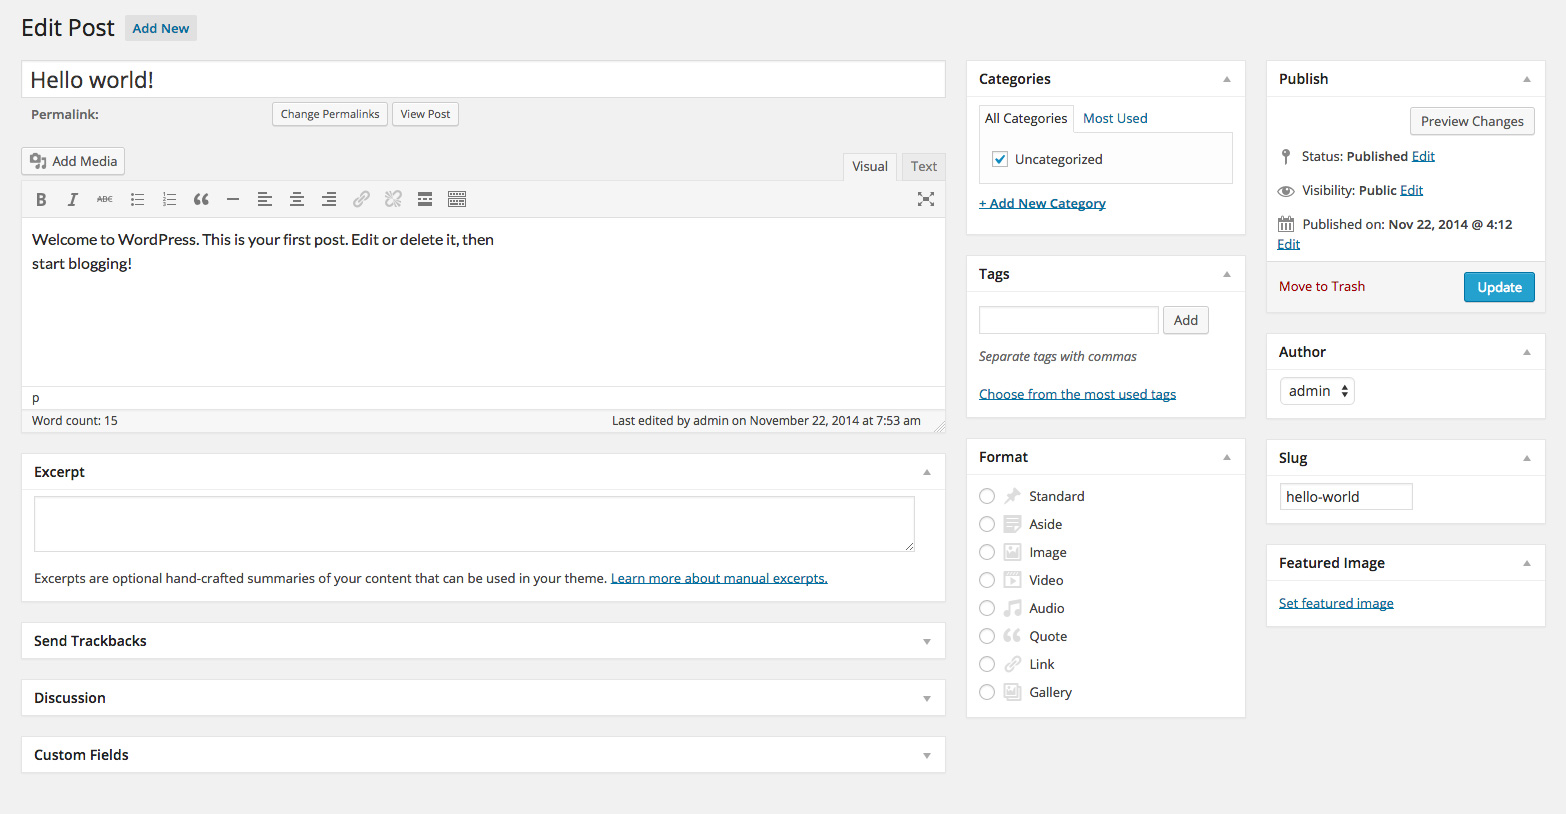 Edit Post Add New
Hello world!
Permalink: Change Permalinks View Post
Add Media
Visual Text
B I ABC
Welcome to WordPress. This is your first post. Edit or delete it, then
start blogging!
p
Word count: 15 Last edited by admin on November 22, 2014 at 7:53 am
Excerpt
Excerpts are optional hand-crafted summaries of your content that can be used in your theme. Learn more about manual excerpts.
Send Trackbacks
Discussion
Custom Fields
Categories
All Categories Most Used
Uncategorized
+ Add New Category
Tags
Add
Separate tags with commas
Choose from the most used tags
Format
Standard
Aside
Image
Video
Audio
Quote
Link
Gallery
Publish
Preview Changes
Status: Published Edit
Visibility: Public Edit
Published on: Nov 22, 2014 @ 4:12
Edit
Move to Trash Update
Author
admin
Slug
hello-world
Featured Image
Set featured image